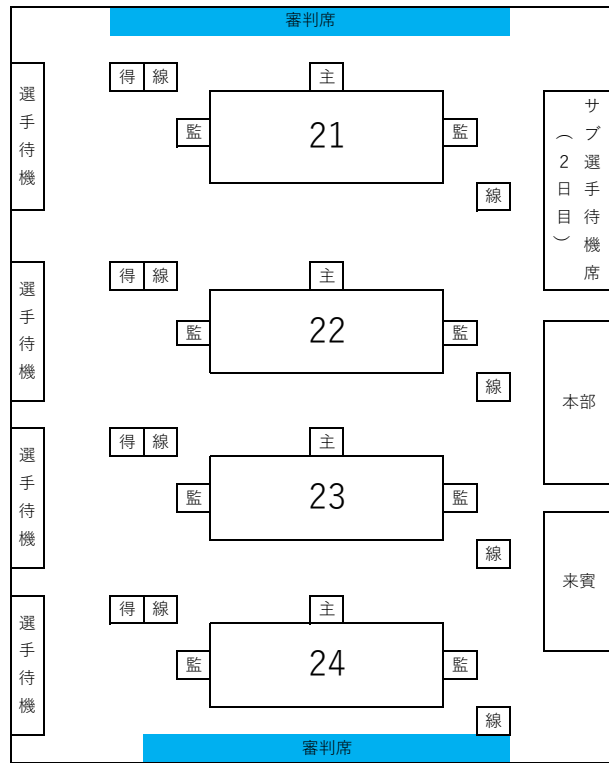 審判席
得 線 主
選手待機
監 21 監
線
サブ選手待機席
（2日目）
得 線 主
選手待機
監 22 監
線
本部
得 線 主
選手待機
監 23 監
線
来賓
得 線 主
選手待機
監 24 監
線
審判席